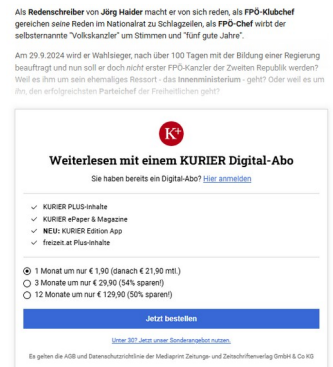 Als Redenschreiber von Jörg Haider macht er von sich reden, als FPÖ-Klubchef
gereichen seine Reden im Nationalrat zu Schlagzeilen, als FPÖ-Chef wirbt der
selbsternannte "Volkskanzler" um Stimmen und "fünf gute Jahre".
Am 29.9.2024 wird er Wahlsieger, nach über 100 Tagen mit der Bildung einer Regierung
beauftragt und nun soll er doch nicht erster FPÖ-Kanzler der Zweiten Republik werden?
Weil es ihm um sein ehemaliges Ressort - das Innenministerium - geht? Oder weil es um
ihn, den erfolgreichsten Parteichef der Freiheitlichen geht?
K+
Weiterlesen mit einem KURIER Digital-Abo
Sie haben bereits ein Digital-Abo? Hier anmelden
KURIER PLUS-Inhalte
KURIER ePaper & Magazine
NEU: KURIER Edition App
freizeit.at Plus-Inhalte
1 Monat um nur € 1,90 (danach € 21,90 mtl.)
3 Monate um nur € 29,90 (54% sparen!)
12 Monate um nur € 129,90 (50% sparen!)
Jetzt bestellen
Unter 30? Jetzt unser Sonderangebot nutzen.
Es gelten die AGB und Datenschutzrichtlinie der Mediaprint Zeitungs- und Zeitschriftenverlag GmbH & Co KG